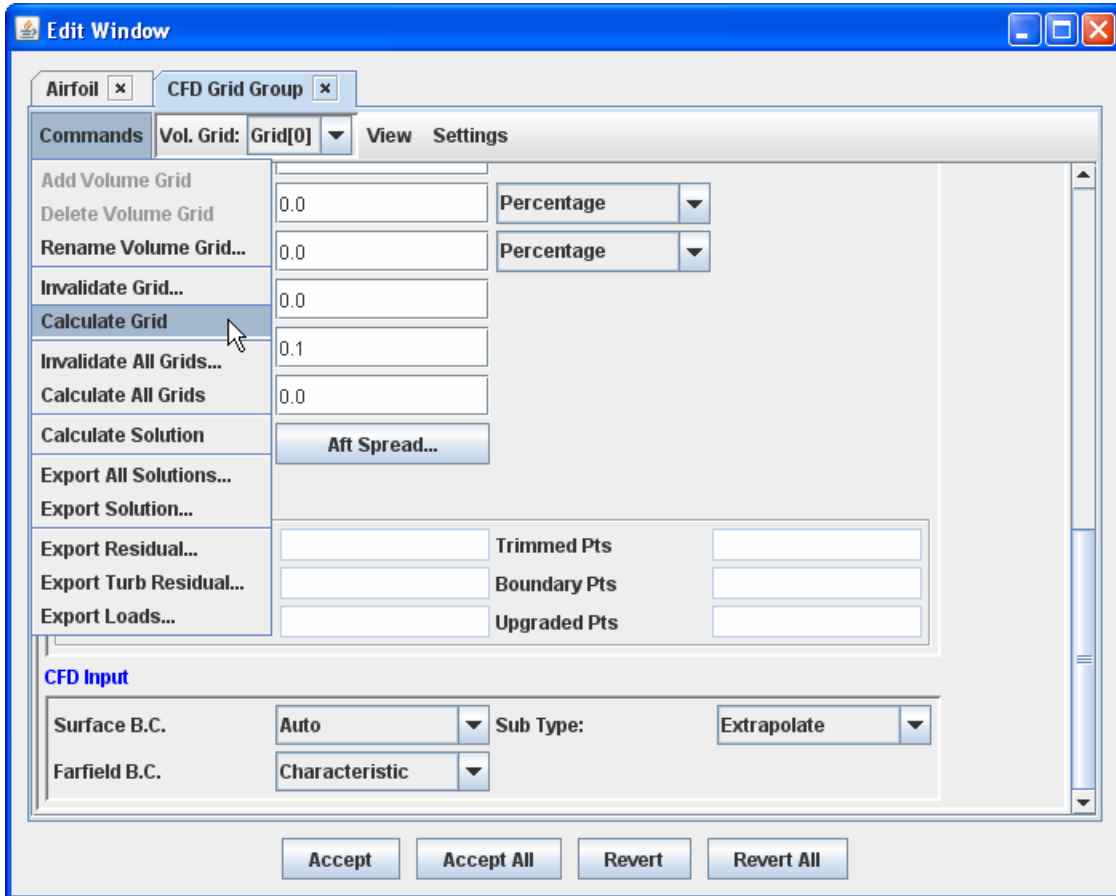 Edit Window
Airfoil
CFD Grid Group
Commands Vol. Grid: Grid[0] View Settings
Add Volume Grid
Delete Volume Grid
Rename Volume Grid...
Invalidate Grid...
Calculate Grid
Invalidate All Grids...
Calculate All Grids
Calculate Solution
Export All Solutions...
Export Solution...
Export Residual...
Export Turb Residual...
Export Loads...
0.0 Percentage
0.0 Percentage
0.0
0.1
0.0
Aft Spread...
Trimmed Pts
Boundary Pts
Upgraded Pts
CFD Input
Surface B.C. Auto Sub Type: Extrapolate
Farfield B.C. Characteristic
Accept Accept All Revert Revert All